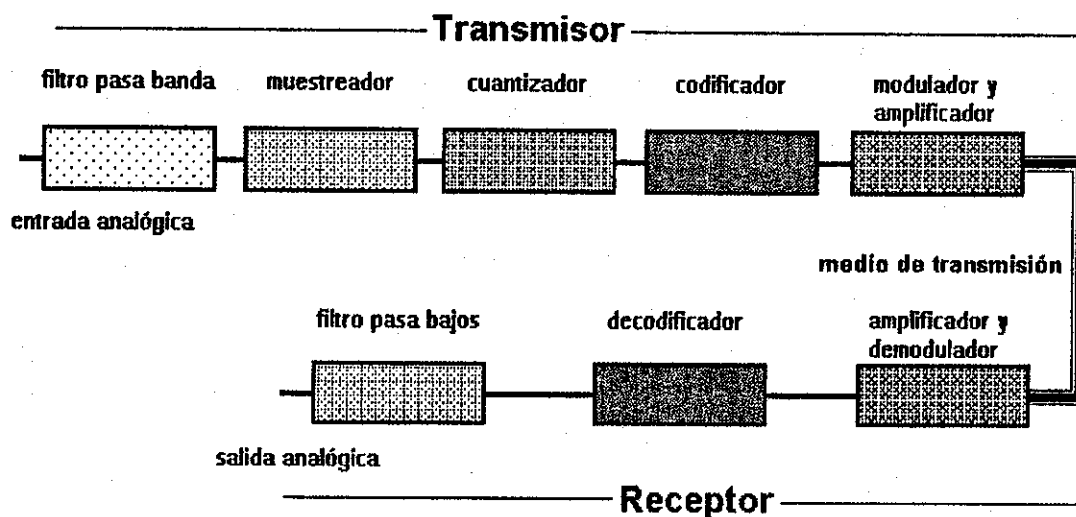 Transmisor
filtro pasa banda
muestreador
cuantizador
codificador
modulador y
amplificador
entrada analógica
medio de transmisión
filtro pasa bajos
decodificador
amplificador y
demodulador
salida analógica
Receptor